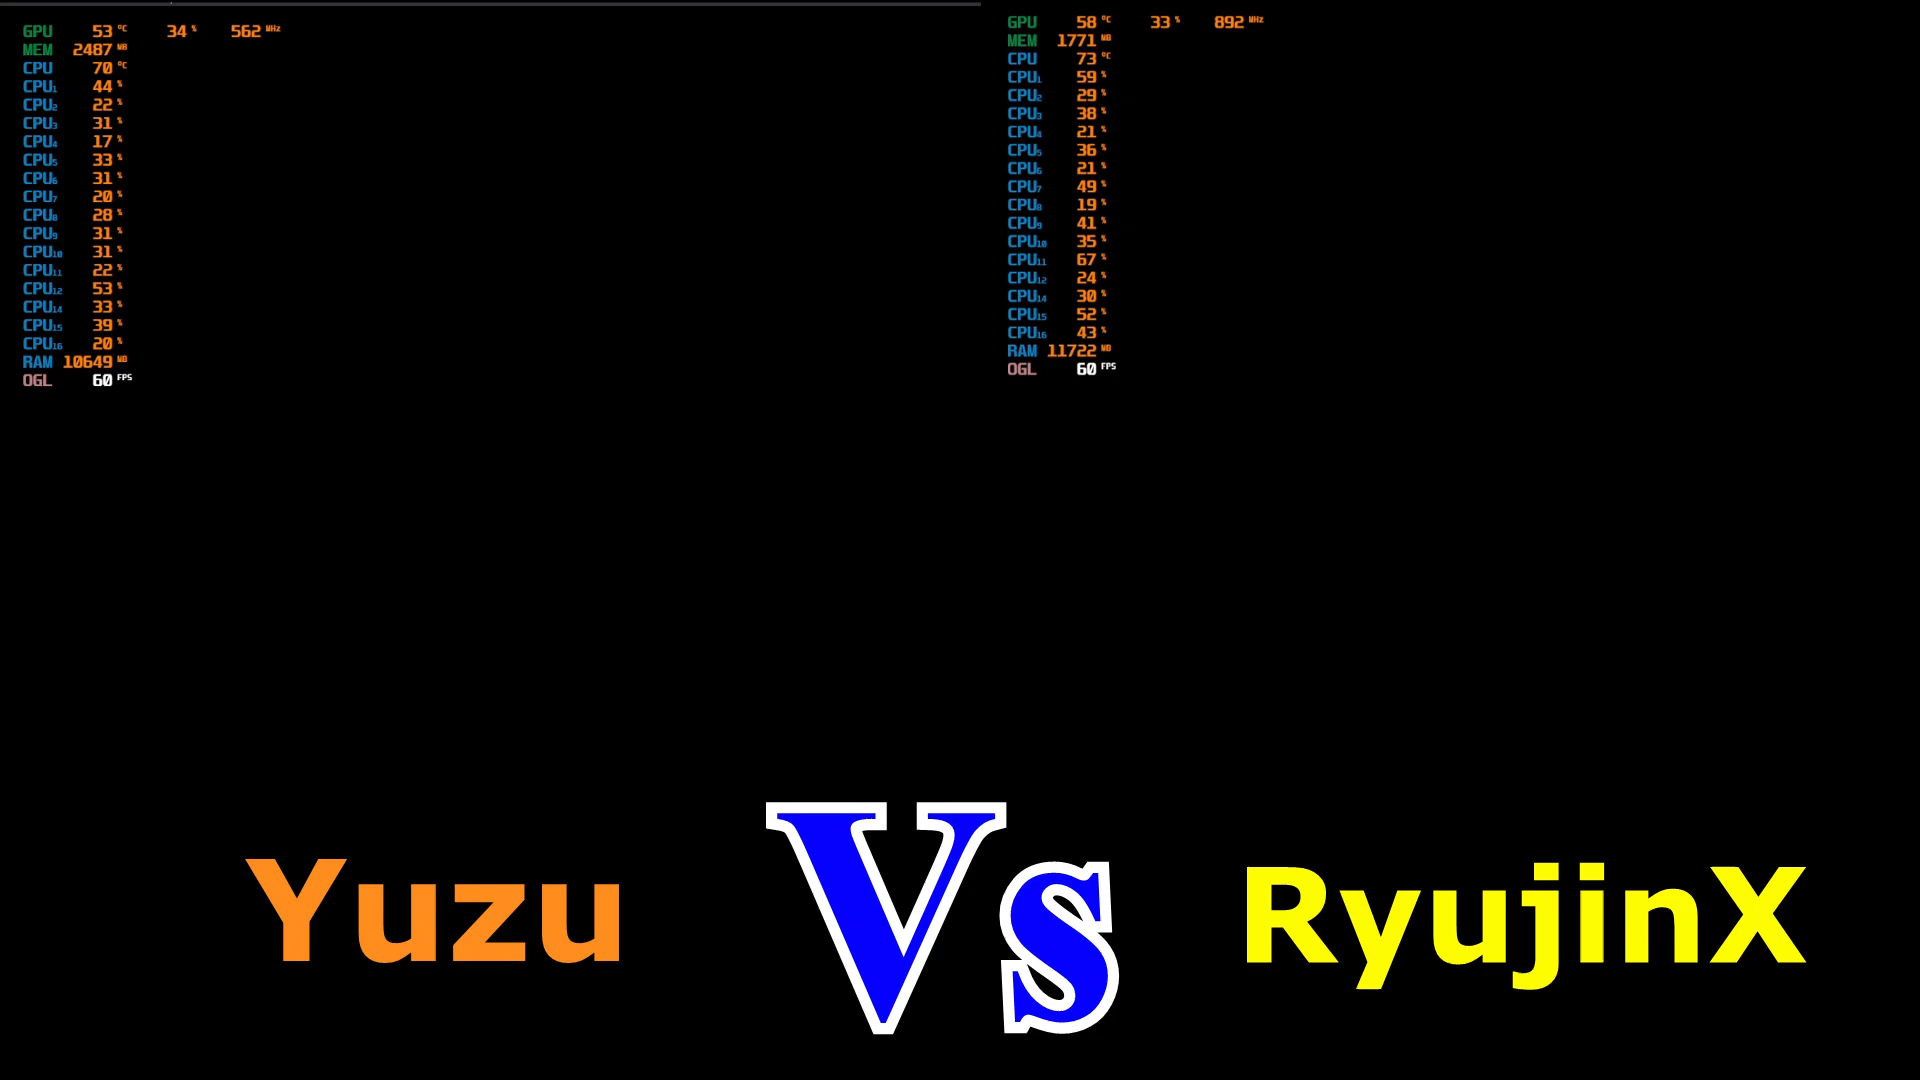 GPU 53 °C 34 % 562 MHz
MEM 2487 MB
CPU 70 °C
CPU1 44 %
CPU2 22 %
CPU3 31 %
CPU4 17 %
CPU5 33 %
CPU6 31 %
CPU7 20 %
CPU8 28 %
CPU9 31 %
CPU10 31 %
CPU11 22 %
CPU12 53 %
CPU14 33 %
CPU15 39 %
CPU16 20 %
RAM 10649 MB
OGL 60 FPS
GPU 58 °C 33 % 892 MHz
MEM 1771 MB
CPU 73 °C
CPU1 59 %
CPU2 29 %
CPU3 38 %
CPU4 21 %
CPU5 36 %
CPU6 21 %
CPU7 49 %
CPU8 19 %
CPU9 41 %
CPU10 35 %
CPU11 67 %
CPU12 24 %
CPU14 30 %
CPU15 52 %
CPU16 43 %
RAM 11722 MB
OGL 60 FPS
Yuzu Vs RyujinX